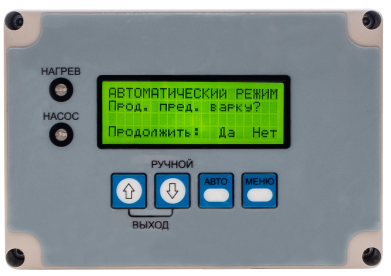 НАГРЕВ
НАСОС
АВТОМАТИЧЕСКИЙ РЕЖИМ
Прод. пред. варку?
Продолжить: Да Нет
РУЧНОЙ
АВТО
МЕНЮ
ВЫХОД